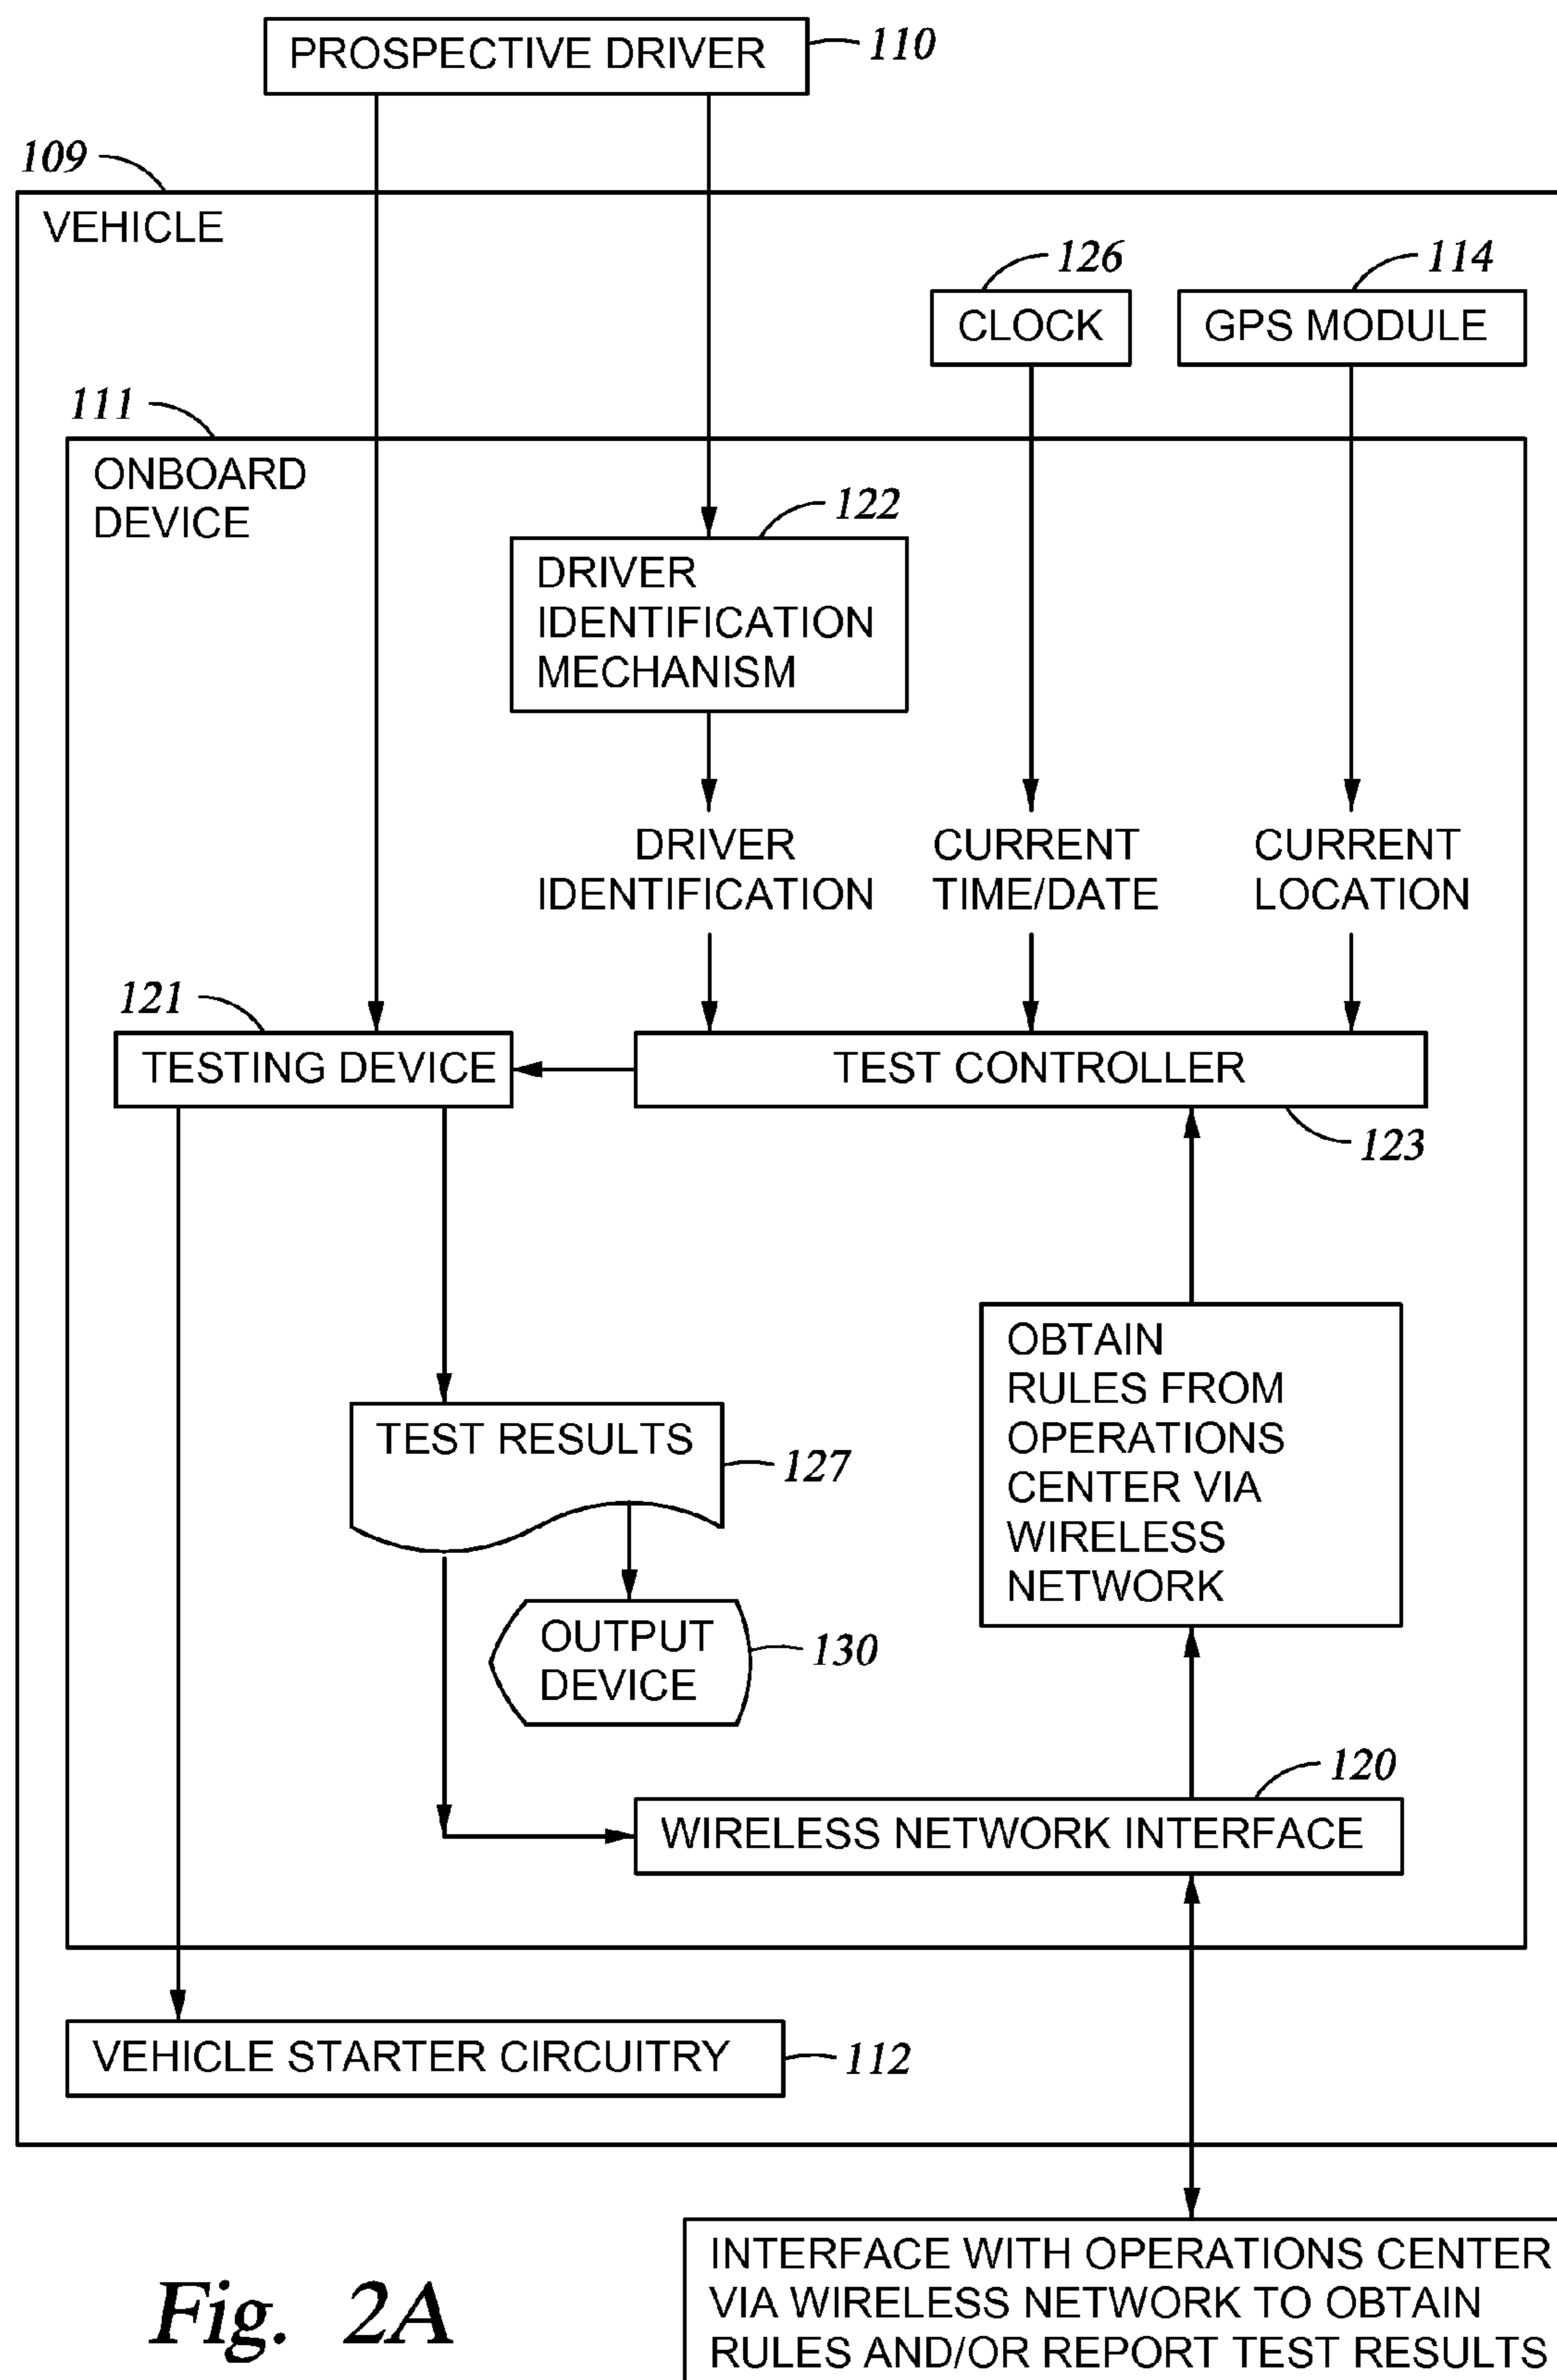 PROSPECTIVE DRIVER
110
109
VEHICLE
126
114
CLOCK
GPS MODULE
111
ONBOARD
DEVICE
122
DRIVER
IDENTIFICATION
MECHANISM
DRIVER
IDENTIFICATION
CURRENT
TIME/DATE
CURRENT
LOCATION
121
TESTING DEVICE
TEST CONTROLLER
123
OBTAIN
RULES FROM
OPERATIONS
CENTER VIA
WIRELESS
NETWORK
TEST RESULTS
127
OUTPUT
DEVICE
130
120
WIRELESS NETWORK INTERFACE
VEHICLE STARTER CIRCUITRY
112
INTERFACE WITH OPERATIONS CENTER
VIA WIRELESS NETWORK TO OBTAIN
RULES AND/OR REPORT TEST RESULTS
Fig. 2A